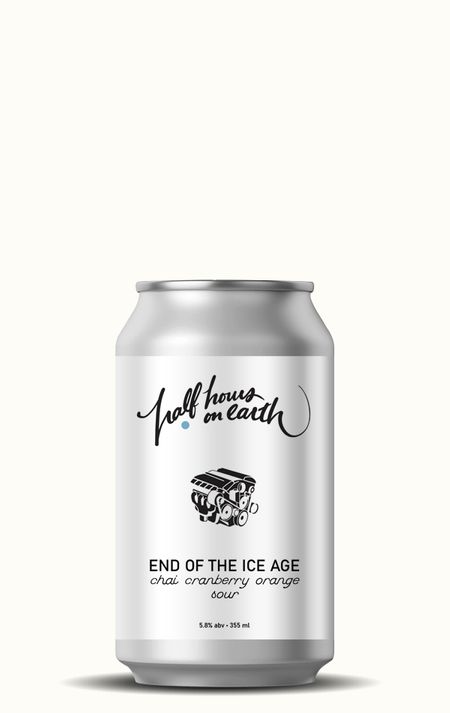 half hours
on earth
END OF THE ICE AGE
chai cranberry orange
sour
5.8% abv • 355 ml